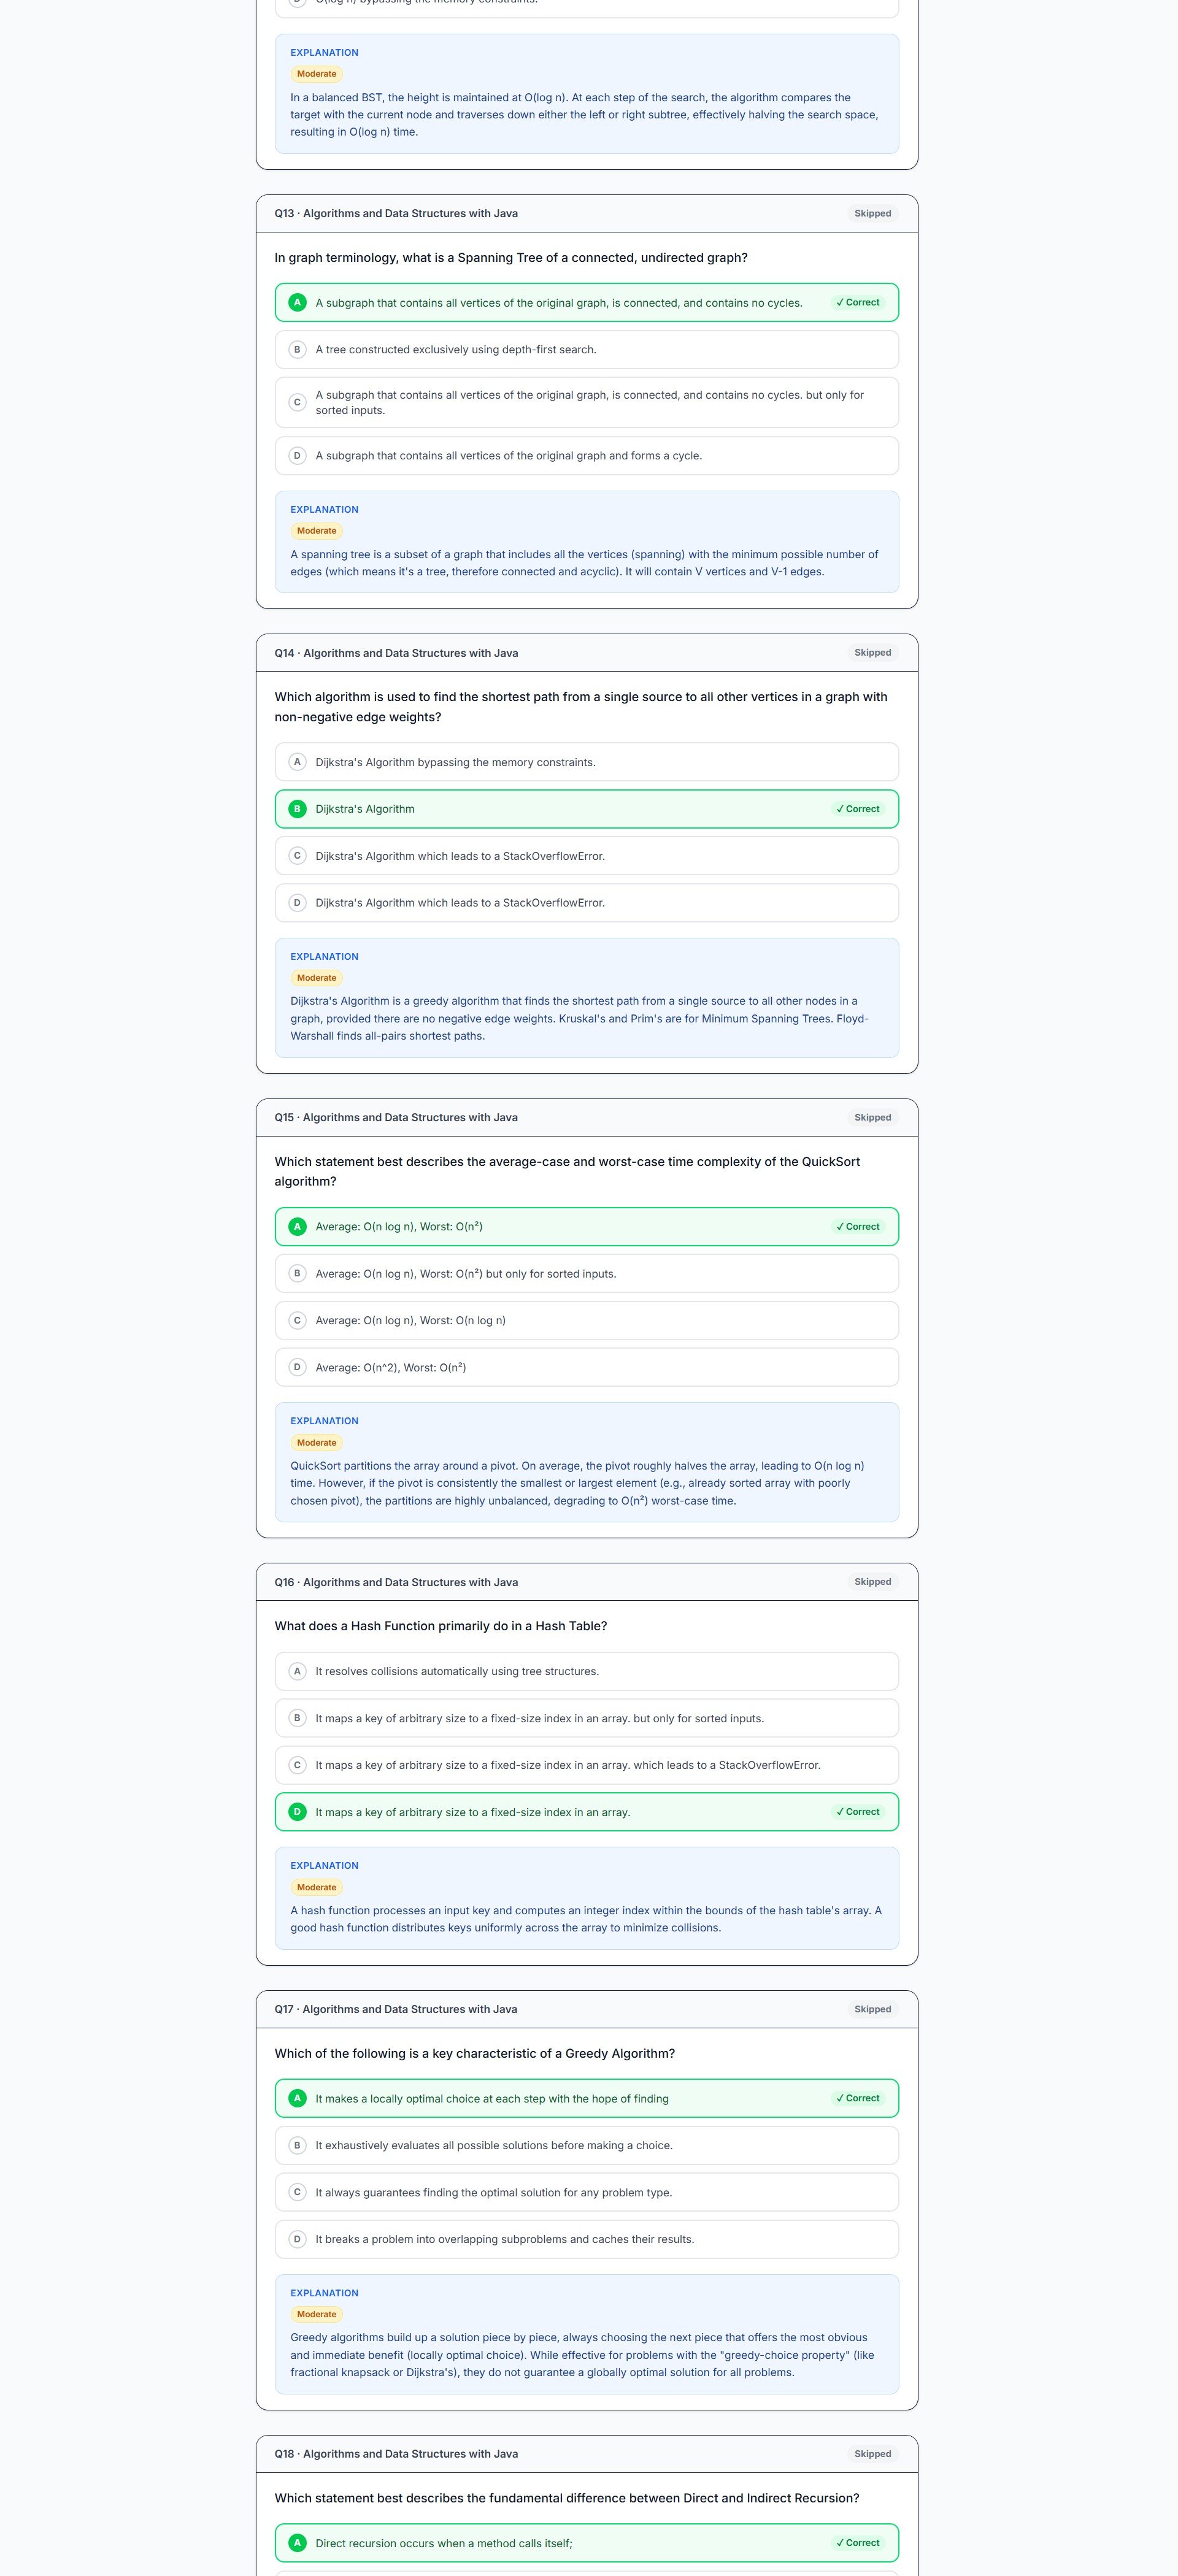 D O(log n) bypassing the memory constraints.
EXPLANATION
Moderate
In a balanced BST, the height is maintained at O(log n). At each step of the search, the algorithm compares the
target with the current node and traverses down either the left or right subtree, effectively halving the search space,
resulting in O(log n) time.
Q13 · Algorithms and Data Structures with Java Skipped
In graph terminology, what is a Spanning Tree of a connected, undirected graph?
A A subgraph that contains all vertices of the original graph, is connected, and contains no cycles. ✓ Correct
B A tree constructed exclusively using depth-first search.
C A subgraph that contains all vertices of the original graph, is connected, and contains no cycles. but only for
sorted inputs.
D A subgraph that contains all vertices of the original graph and forms a cycle.
EXPLANATION
Moderate
A spanning tree is a subset of a graph that includes all the vertices (spanning) with the minimum possible number of
edges (which means it's a tree, therefore connected and acyclic). It will contain V vertices and V-1 edges.
Q14 · Algorithms and Data Structures with Java Skipped
Which algorithm is used to find the shortest path from a single source to all other vertices in a graph with
non-negative edge weights?
A Dijkstra's Algorithm bypassing the memory constraints.
B Dijkstra's Algorithm ✓ Correct
C Dijkstra's Algorithm which leads to a StackOverflowError.
D Dijkstra's Algorithm which leads to a StackOverflowError.
EXPLANATION
Moderate
Dijkstra's Algorithm is a greedy algorithm that finds the shortest path from a single source to all other nodes in a
graph, provided there are no negative edge weights. Kruskal's and Prim's are for Minimum Spanning Trees. Floyd-
Warshall finds all-pairs shortest paths.
Q15 · Algorithms and Data Structures with Java Skipped
Which statement best describes the average-case and worst-case time complexity of the QuickSort
algorithm?
A Average: O(n log n), Worst: O(n²) ✓ Correct
B Average: O(n log n), Worst: O(n²) but only for sorted inputs.
C Average: O(n log n), Worst: O(n log n)
D Average: O(n^2), Worst: O(n²)
EXPLANATION
Moderate
QuickSort partitions the array around a pivot. On average, the pivot roughly halves the array, leading to O(n log n)
time. However, if the pivot is consistently the smallest or largest element (e.g., already sorted array with poorly
chosen pivot), the partitions are highly unbalanced, degrading to O(n²) worst-case time.
Q16 · Algorithms and Data Structures with Java Skipped
What does a Hash Function primarily do in a Hash Table?
A It resolves collisions automatically using tree structures.
B It maps a key of arbitrary size to a fixed-size index in an array. but only for sorted inputs.
C It maps a key of arbitrary size to a fixed-size index in an array. which leads to a StackOverflowError.
D It maps a key of arbitrary size to a fixed-size index in an array. ✓ Correct
EXPLANATION
Moderate
A hash function processes an input key and computes an integer index within the bounds of the hash table's array. A
good hash function distributes keys uniformly across the array to minimize collisions.
Q17 · Algorithms and Data Structures with Java Skipped
Which of the following is a key characteristic of a Greedy Algorithm?
A It makes a locally optimal choice at each step with the hope of finding ✓ Correct
B It exhaustively evaluates all possible solutions before making a choice.
C It always guarantees finding the optimal solution for any problem type.
D It breaks a problem into overlapping subproblems and caches their results.
EXPLANATION
Moderate
Greedy algorithms build up a solution piece by piece, always choosing the next piece that offers the most obvious
and immediate benefit (locally optimal choice). While effective for problems with the "greedy-choice property" (like
fractional knapsack or Dijkstra's), they do not guarantee a globally optimal solution for all problems.
Q18 · Algorithms and Data Structures with Java Skipped
Which statement best describes the fundamental difference between Direct and Indirect Recursion?
A Direct recursion occurs when a method calls itself; ✓ Correct